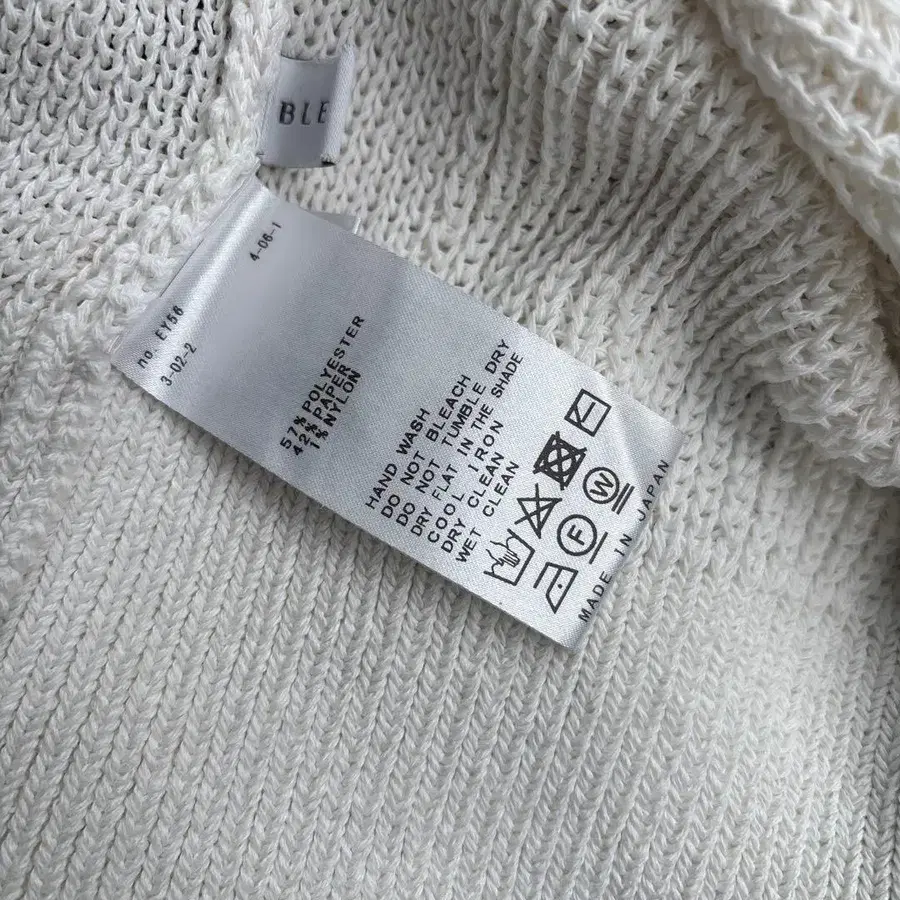 BLE
4-06-1
no. EY56
3-02-2
57% POLYESTER
42% PAPER
1% NYLON
HAND WASH
DO NOT BLEACH
DO NOT TUMBLE DRY
DRY FLAT IN THE SHADE
COOL IRON
DRY CLEAN
WET CLEAN
F
W
MADE IN JAPAN